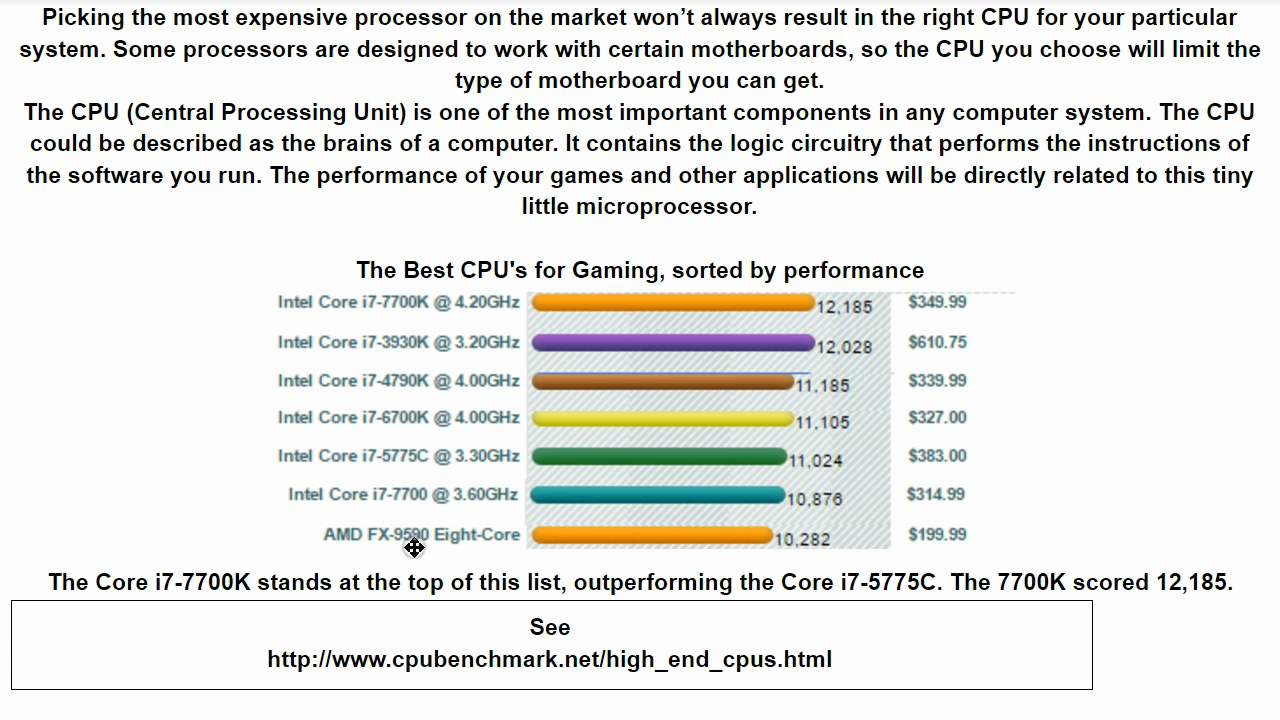 Picking the most expensive processor on the market won’t always result in the right CPU for your particular
system. Some processors are designed to work with certain motherboards, so the CPU you choose will limit the
type of motherboard you can get.
The CPU (Central Processing Unit) is one of the most important components in any computer system. The CPU
could be described as the brains of a computer. It contains the logic circuitry that performs the instructions of
the software you run. The performance of your games and other applications will be directly related to this tiny
little microprocessor.
The Best CPU's for Gaming, sorted by performance
Intel Core i7-7700K @ 4.20GHz 12,185 $349.99
Intel Core i7-3930K @ 3.20GHz 12,028 $610.75
Intel Core i7-4790K @ 4.00GHz 11,185 $339.99
Intel Core i7-6700K @ 4.00GHz 11,105 $327.00
Intel Core i7-5775C @ 3.30GHz 11,024 $383.00
Intel Core i7-7700 @ 3.60GHz 10,876 $314.99
AMD FX-9590 Eight-Core 10,282 $199.99
The Core i7-7700K stands at the top of this list, outperforming the Core i7-5775C. The 7700K scored 12,185.
See
http://www.cpubenchmark.net/high_end_cpus.html